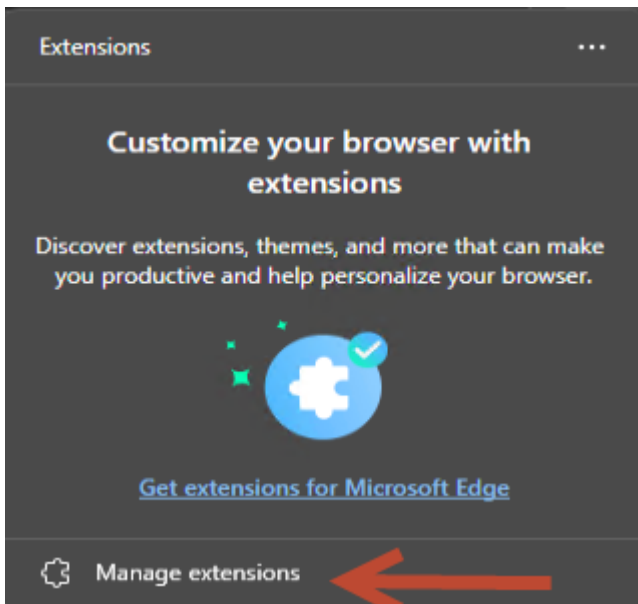 Extensions
Customize your browser with
extensions
Discover extensions, themes, and more that can make
you productive and help personalize your browser.
Get extensions for Microsoft Edge
Manage extensions